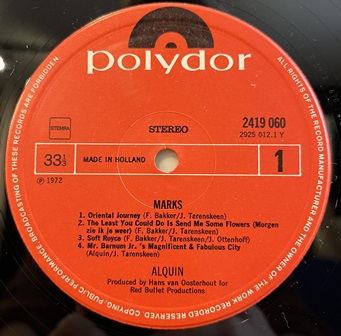 polydor
STEMRA
STEREO
2419 060
2925 012.1 Y
33⅓
MADE IN HOLLAND
1
℗ 1972
MARKS
1. Oriental Journey (F. Bakker/J. Tarenskeen)
2. The Least You Could Do Is Send Me Some Flowers (Morgen
zie ik je weer) (F. Bakker/J. Tarenskeen)
3. Soft Royce (F. Bakker/J. Tarenskeen/J. Ottenhoff)
4. Mr. Barnum Jr.'s Magnificent & Fabulous City
(Alquin/J. Tarenskeen)
ALQUIN
Produced by Hans van Oosterhout for
Red Bullet Productions
ALL RIGHTS OF THE RECORD MANUFACTURER AND OF THE OWNER OF THE WORK RECORDED RESERVED. COPYING, PUBLIC PERFORMANCE, BROADCASTING OF THESE RECORDS ARE FORBIDDEN